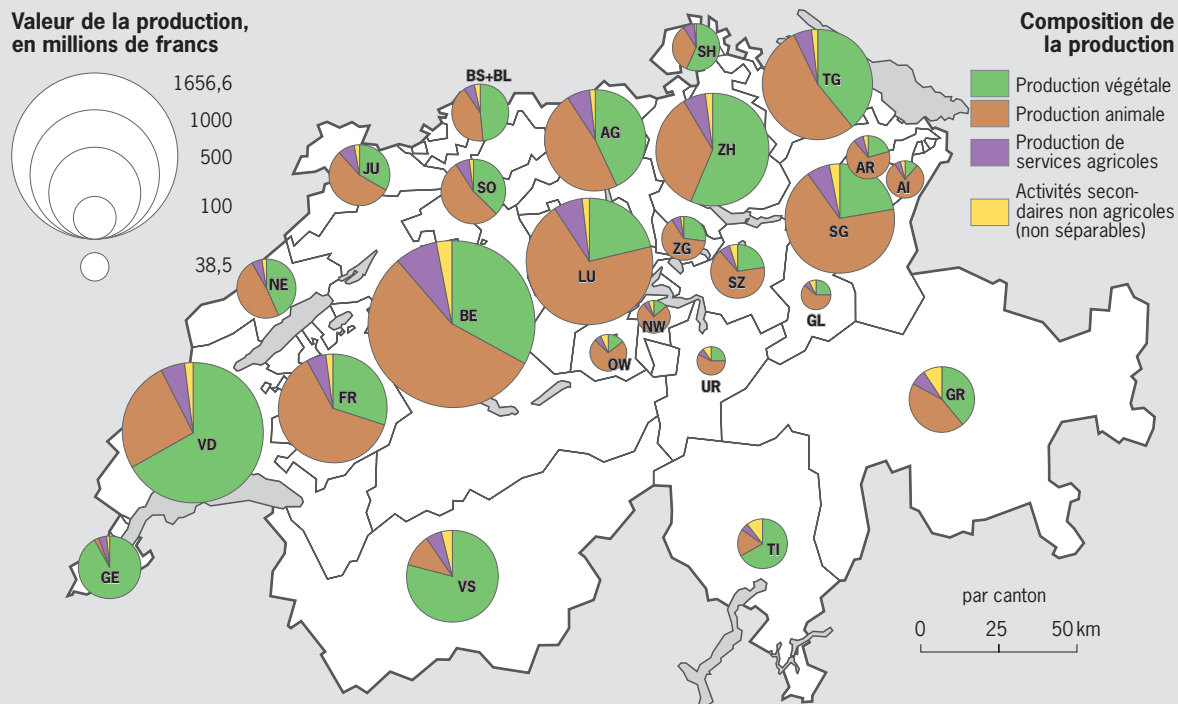 Valeur de la production,
en millions de francs
1656,6
1000
500
100
38,5
Composition de
la production
Production végétale
Production animale
Production de
services agricoles
Activités secon-
daires non agricoles
(non séparables)
SH
TG
BS+BL
AG
ZH
AR
AI
JU
SO
SG
ZG
LU
SZ
NE
BE
GL
NW
OW
UR
FR
GR
VD
TI
GE
VS
par canton
0 25 50 km